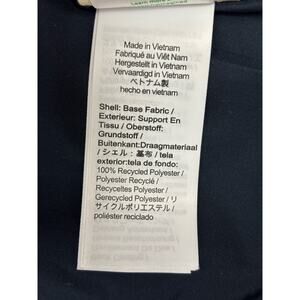 Made in Vietnam
Fabriqué au Việt Nam
Hergestellt in Vietnam
Vervaardigd in Vietnam
ベトナム製
hecho en vietnam
Shell: Base Fabric /
Exterieur: Support En
Tissu / Oberstoff:
Grundstoff /
Buitenkant:Draagmateriaal
/ シェル：基布 / tela
exterior:tela de fondo:
100% Recycled Polyester /
Polyester Recyclé /
Recyceltes Polyester /
Gerecycled Polyester / リ
サイクルポリエステル /
poliéster reciclado